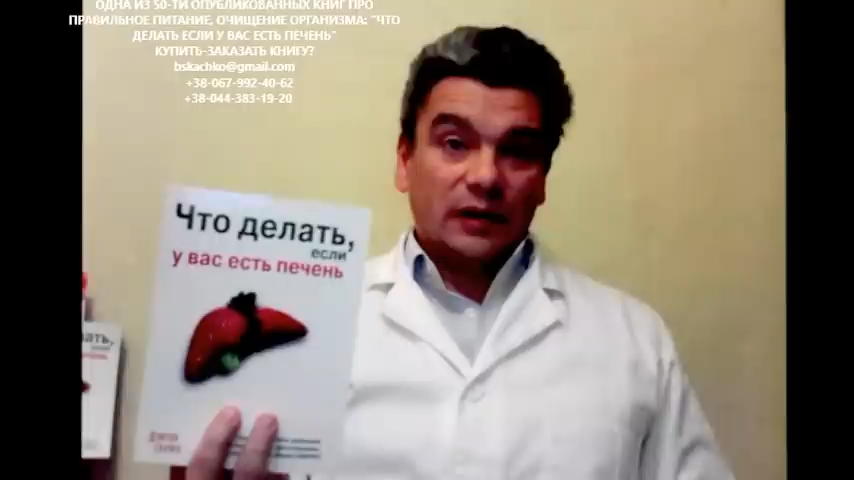 ОДНА ИЗ 50-ТИ ОПУБЛИКОВАННЫХ КНИГ ПРО
ПРАВИЛЬНОЕ ПИТАНИЕ, ОЧИЩЕНИЕ ОРГАНИЗМА: "ЧТО
ДЕЛАТЬ ЕСЛИ У ВАС ЕСТЬ ПЕЧЕНЬ"
КУПИТЬ-ЗАКАЗАТЬ КНИГУ?
bskachko@gmail.com
+38-067-992-40-62
+38-044-383-19-20
Что делать,
если
у вас есть печень